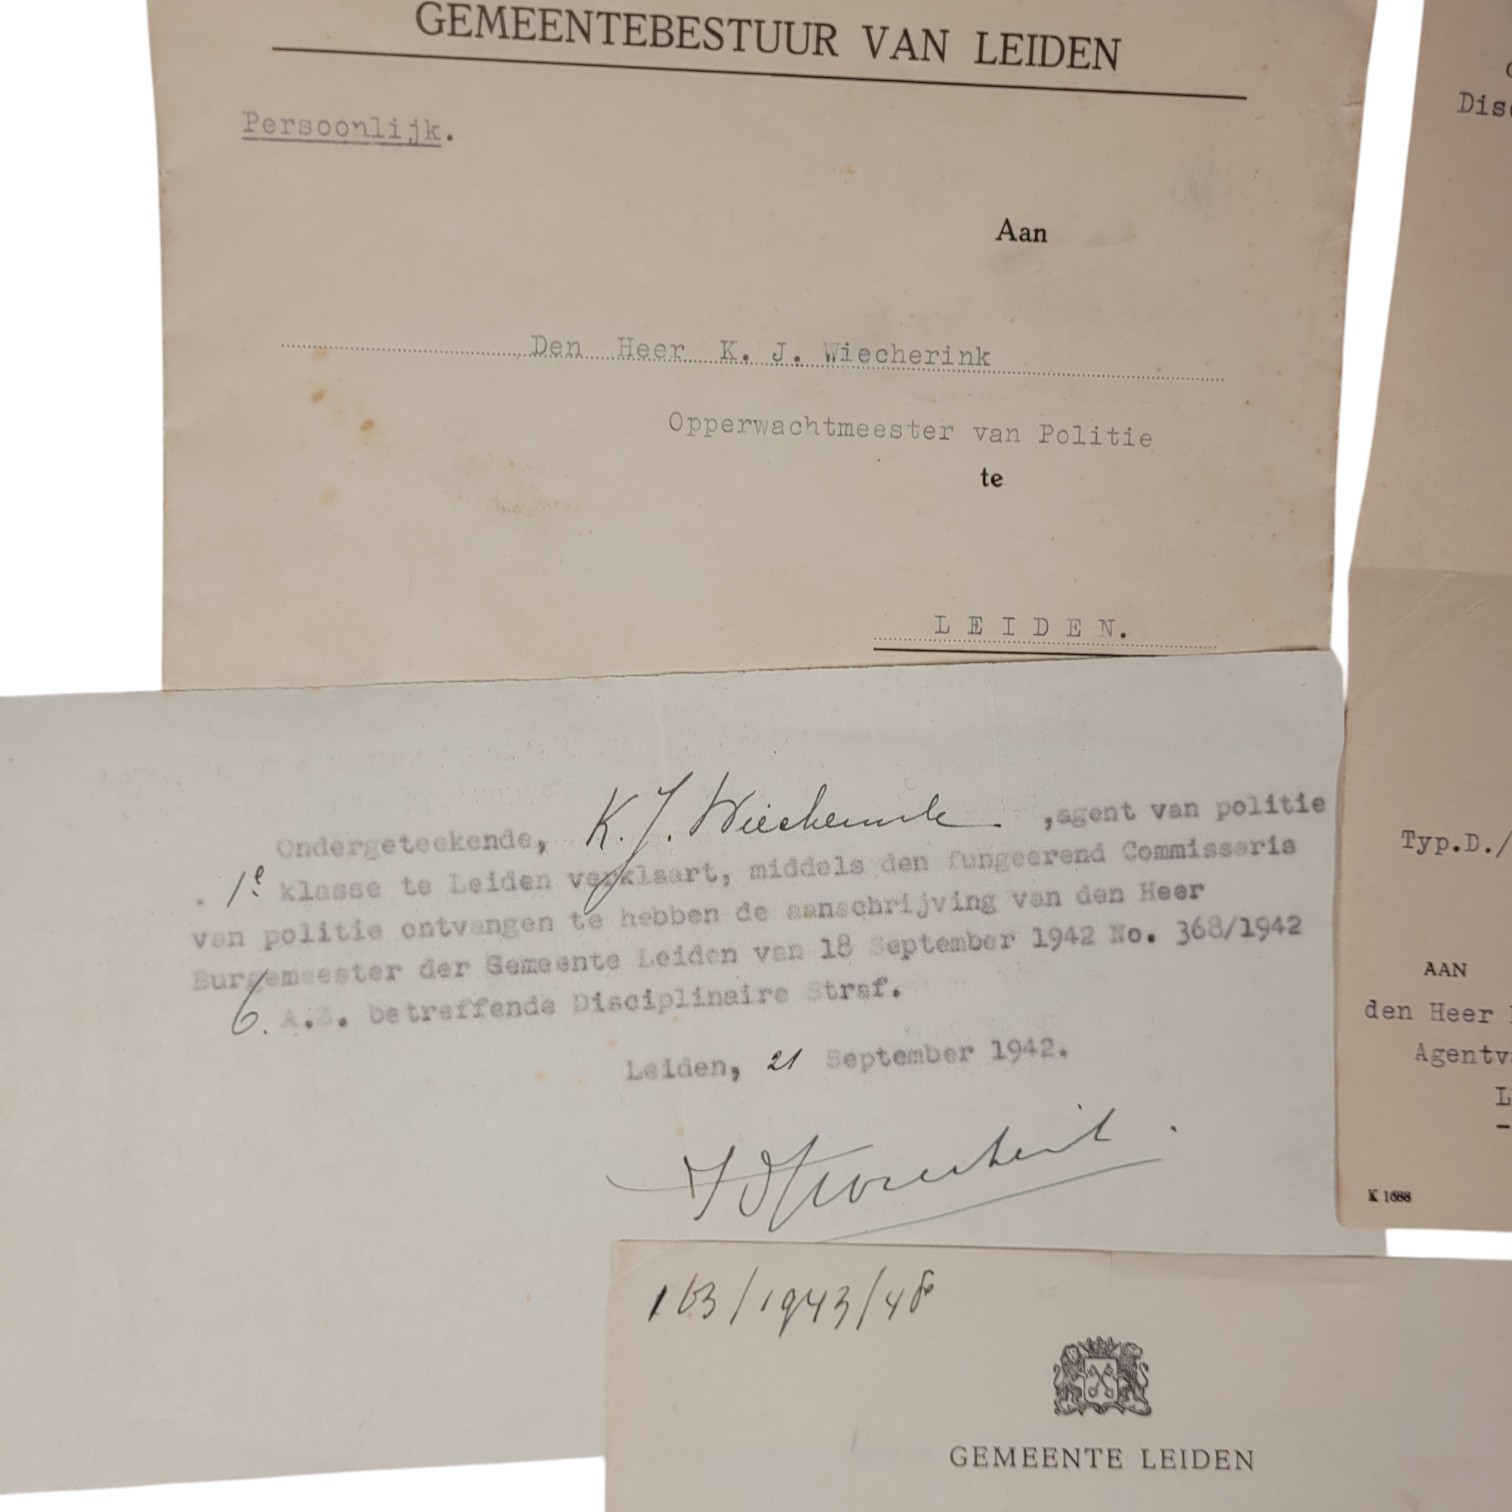 GEMEENTEBESTUUR VAN LEIDEN
Persoonlijk.
Aan
Den Heer K. J. Wiecherink
Opperwachtmeester van Politie
te
LEIDEN.
Ondergeteekende, K. J. Wiecherink ,agent van politie
1e klasse te Leiden verklaart, middels den fungeerend Commissaris
van politie ontvangen te hebben de aanschrijving van den Heer
Burgemeester der Gemeente Leiden van 18 September 1942 No. 368/1942
6. A.Z. betreffende Disciplinaire Straf.
Leiden, 21 September 1942.
163/1943/48
GEMEENTE LEIDEN
Typ.D./
AAN
den Heer
K 1688